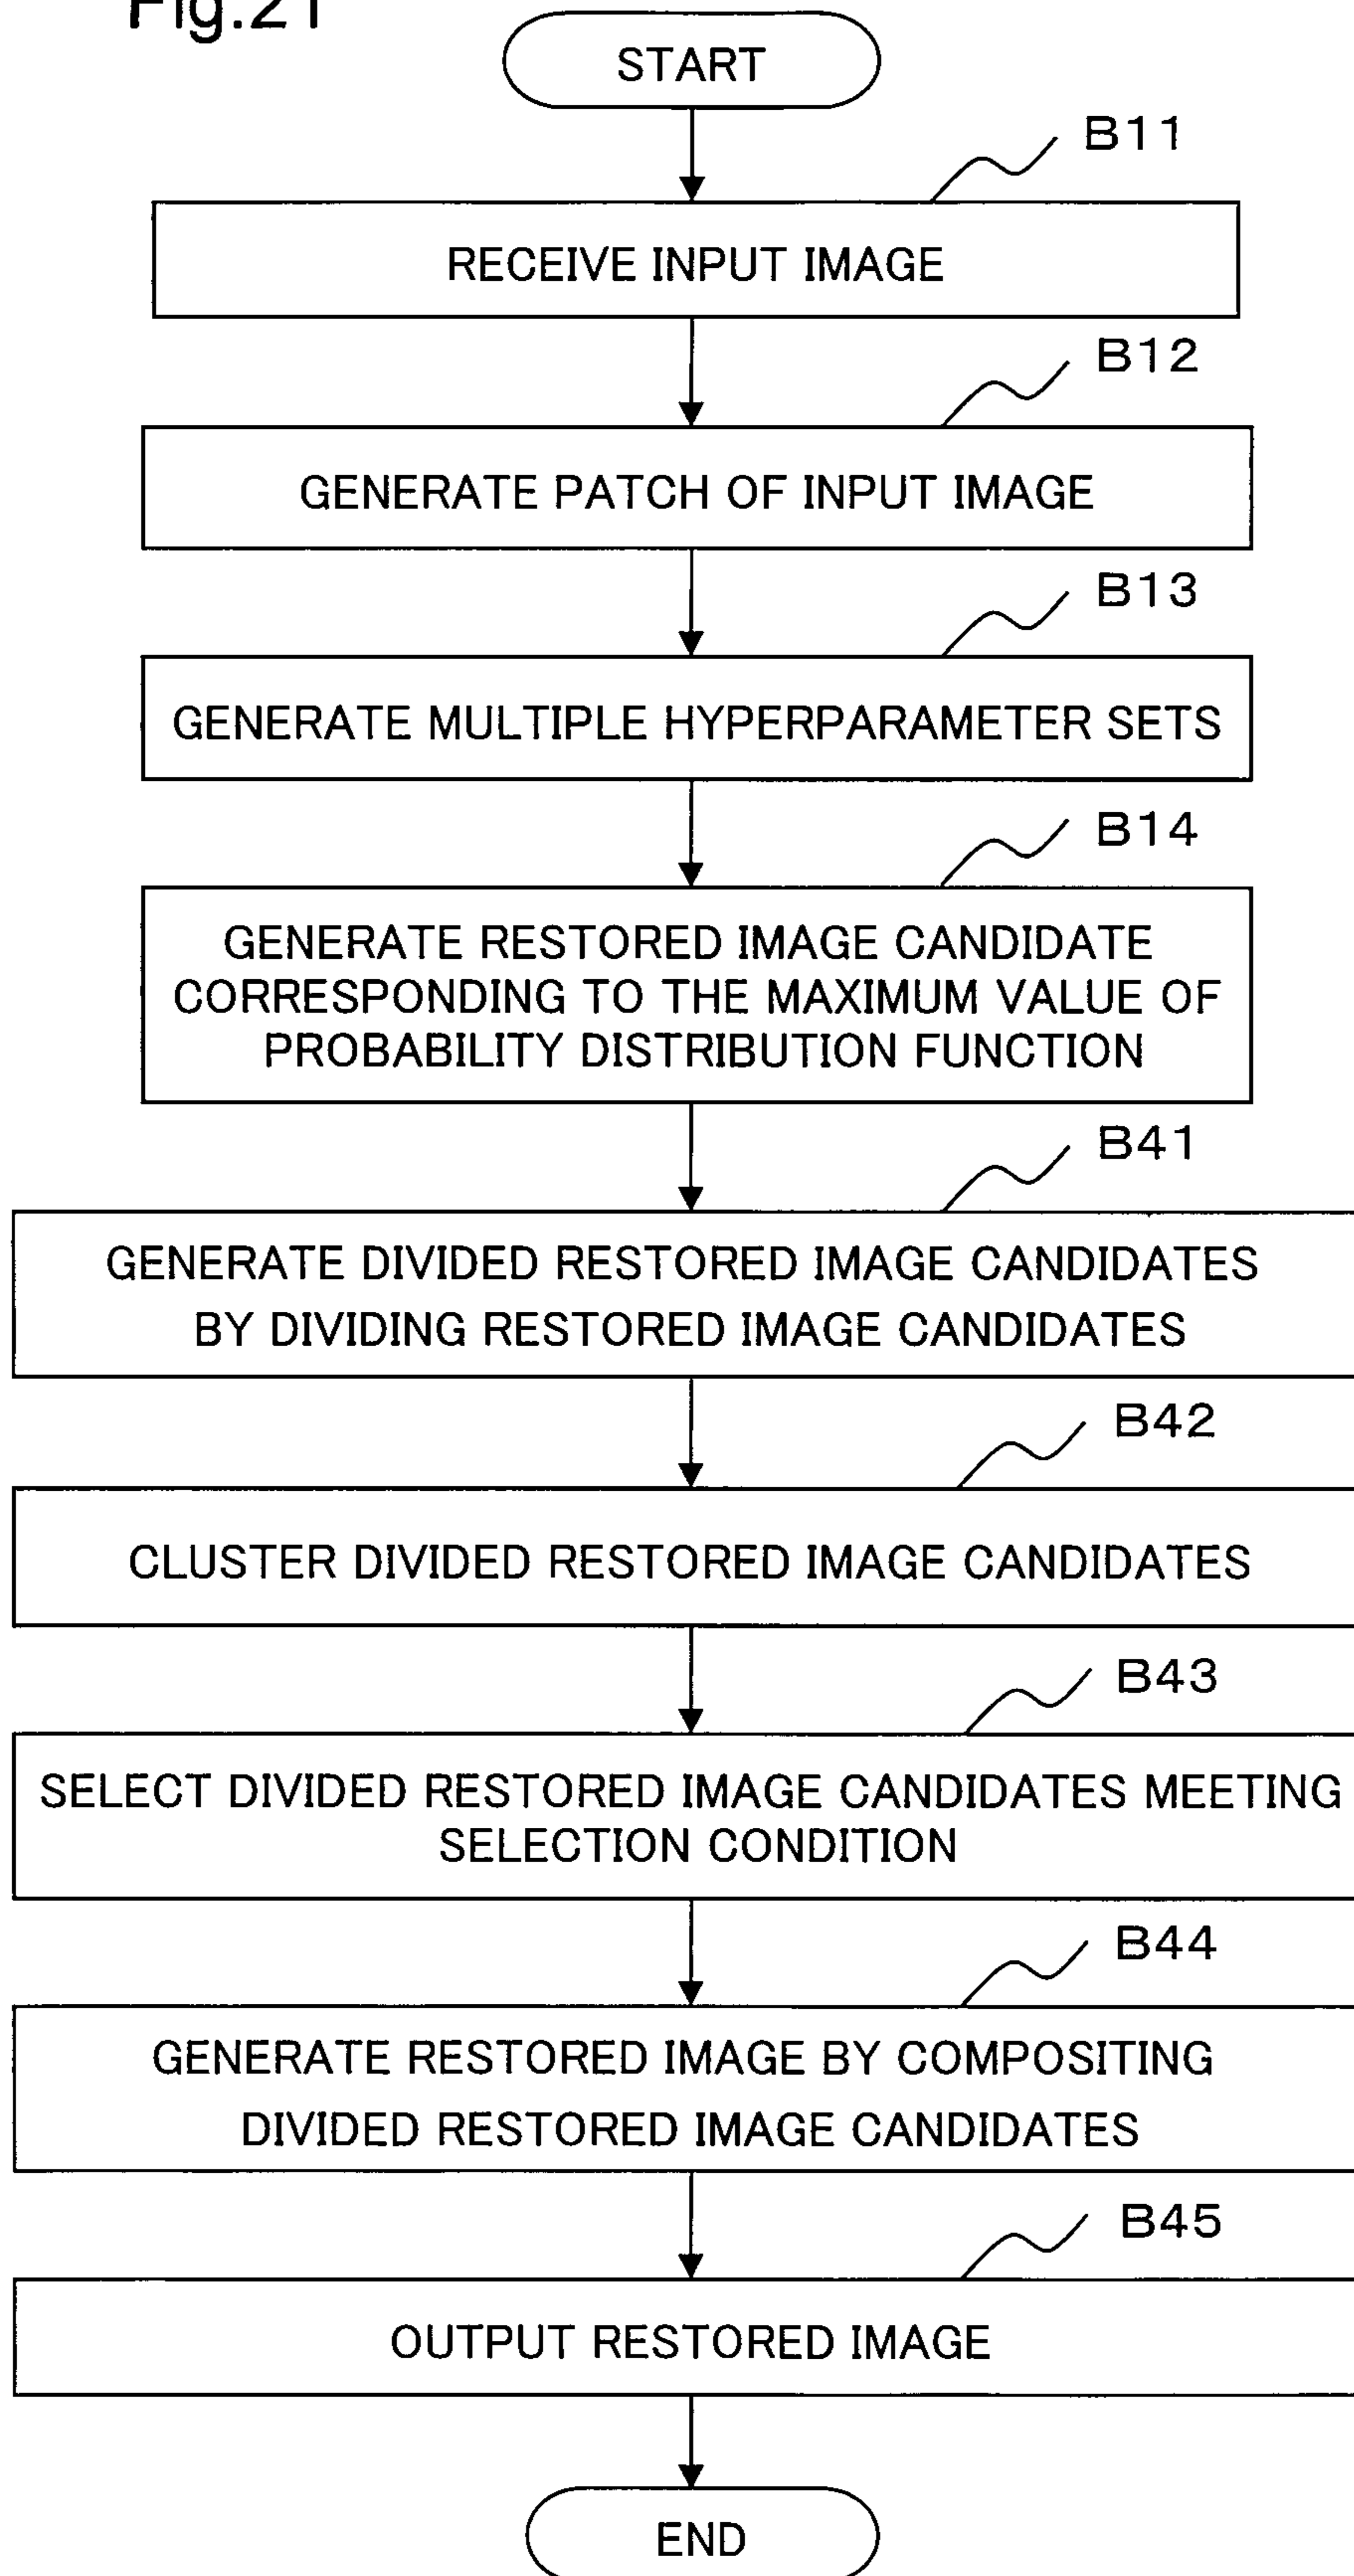 Fig.21
START
B11
RECEIVE INPUT IMAGE
B12
GENERATE PATCH OF INPUT IMAGE
B13
GENERATE MULTIPLE HYPERPARAMETER SETS
B14
GENERATE RESTORED IMAGE CANDIDATE
CORRESPONDING TO THE MAXIMUM VALUE OF
PROBABILITY DISTRIBUTION FUNCTION
B41
GENERATE DIVIDED RESTORED IMAGE CANDIDATES
BY DIVIDING RESTORED IMAGE CANDIDATES
B42
CLUSTER DIVIDED RESTORED IMAGE CANDIDATES
B43
SELECT DIVIDED RESTORED IMAGE CANDIDATES MEETING
SELECTION CONDITION
B44
GENERATE RESTORED IMAGE BY COMPOSITING
DIVIDED RESTORED IMAGE CANDIDATES
B45
OUTPUT RESTORED IMAGE
END